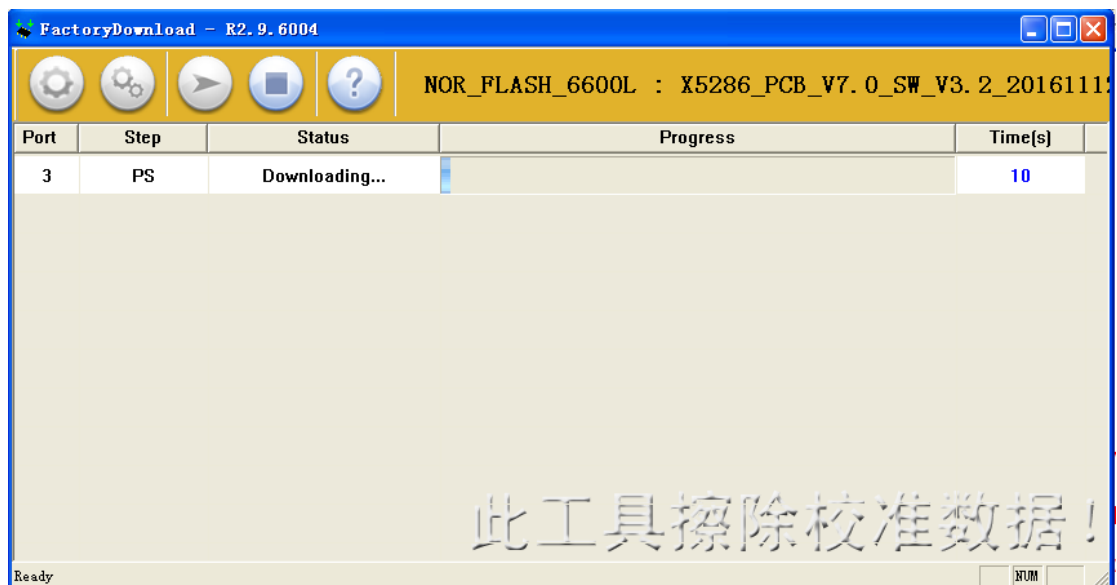 FactoryDownload - R2.9.6004
NOR_FLASH_6600L : X5286_PCB_V7.0_SW_V3.2_20161112
Port Step Status Progress Time(s)
3 PS Downloading... 10
此工具擦除校准数据!
Ready NUM